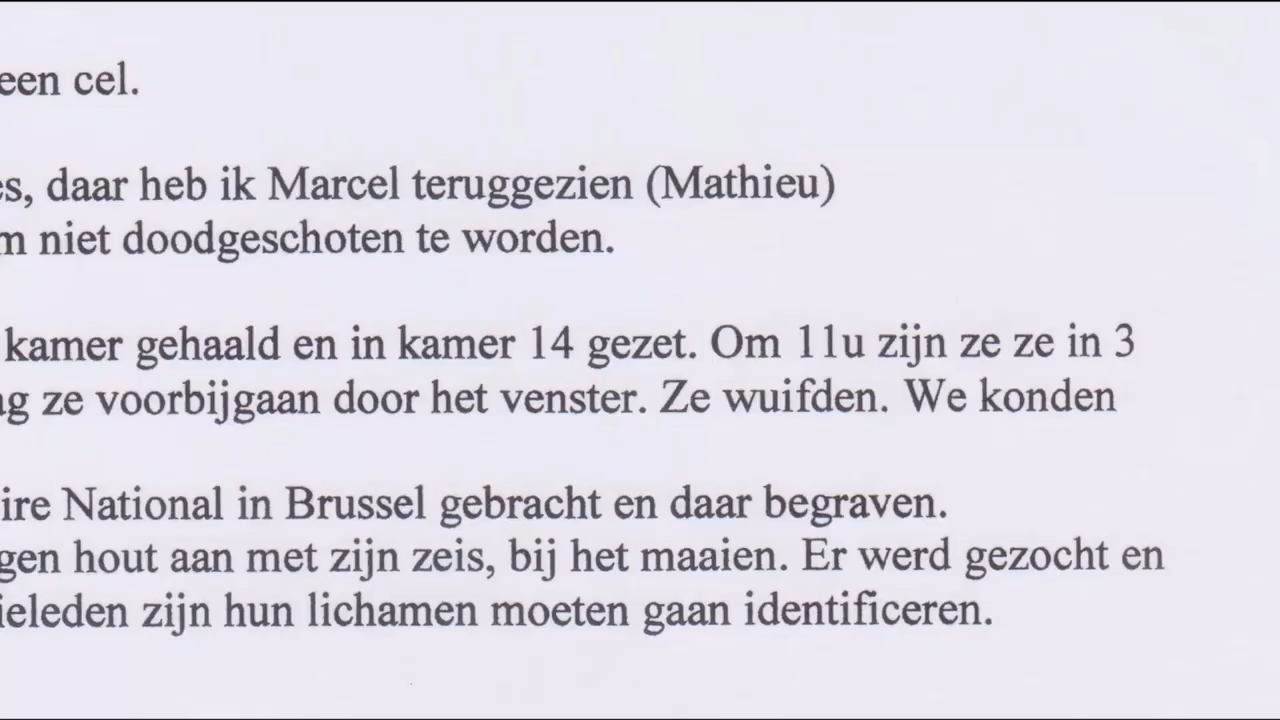 een cel.
es, daar heb ik Marcel teruggezien (Mathieu)
m niet doodgeschoten te worden.
kamer gehaald en in kamer 14 gezet. Om 11u zijn ze ze in 3
ag ze voorbijgaan door het venster. Ze wuifden. We konden
ire National in Brussel gebracht en daar begraven.
gen hout aan met zijn zeis, bij het maaien. Er werd gezocht en
ieleden zijn hun lichamen moeten gaan identificeren.